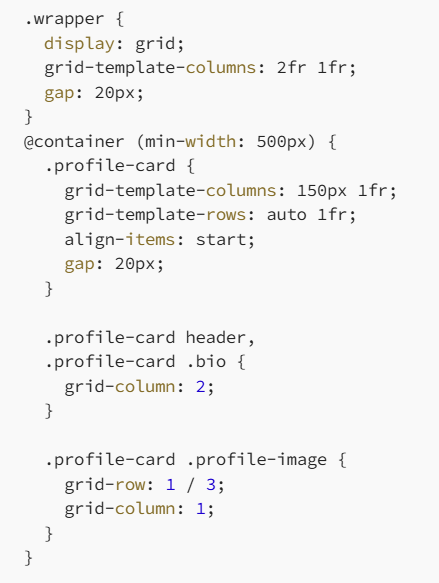 .wrapper {
  display: grid;
  grid-template-columns: 2fr 1fr;
  gap: 20px;
}
@container (min-width: 500px) {
  .profile-card {
    grid-template-columns: 150px 1fr;
    grid-template-rows: auto 1fr;
    align-items: start;
    gap: 20px;
  }

  .profile-card header,
  .profile-card .bio {
    grid-column: 2;
  }

  .profile-card .profile-image {
    grid-row: 1 / 3;
    grid-column: 1;
  }
}